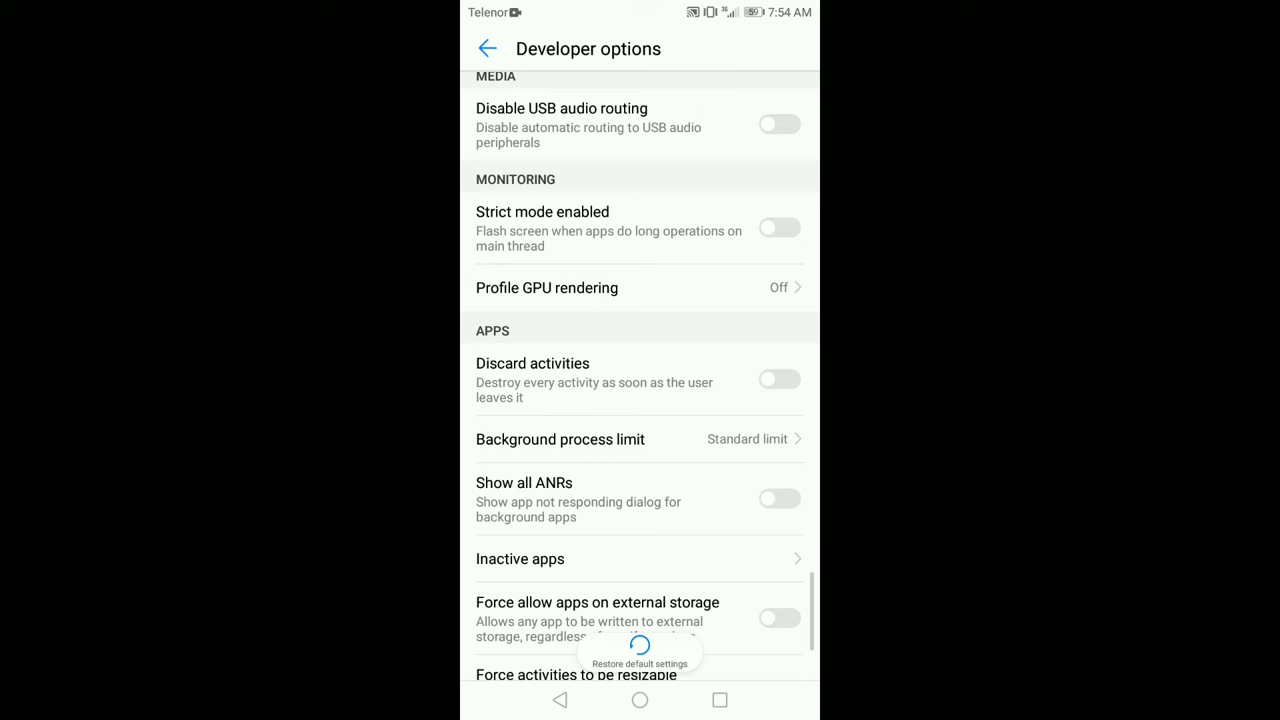 Telenor
3G 59 7:54 AM
Developer options
MEDIA
Disable USB audio routing
Disable automatic routing to USB audio
peripherals
MONITORING
Strict mode enabled
Flash screen when apps do long operations on
main thread
Profile GPU rendering Off
APPS
Discard activities
Destroy every activity as soon as the user
leaves it
Background process limit Standard limit
Show all ANRs
Show app not responding dialog for
background apps
Inactive apps
Force allow apps on external storage
Allows any app to be written to external
storage, regardless
Restore default settings
Force activities to be resizable